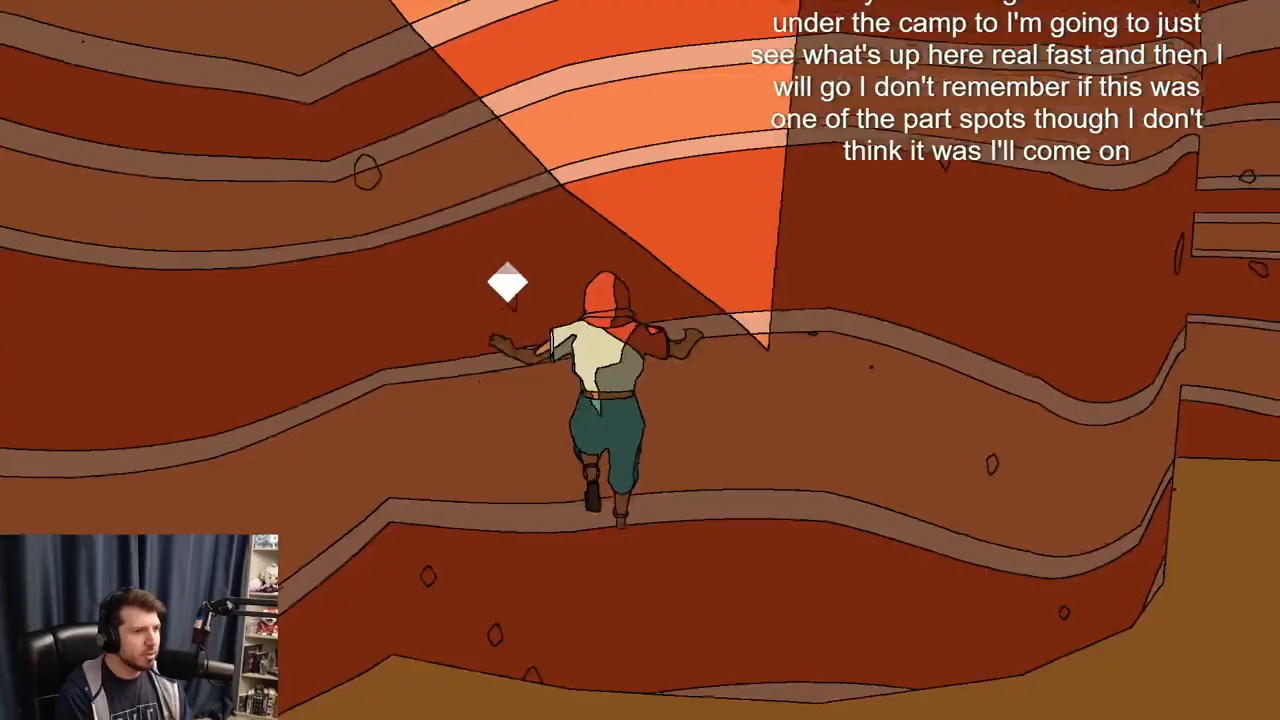 under the camp to I'm going to just
see what's up here real fast and then I
will go I don't remember if this was
one of the part spots though I don't
think it was I'll come on